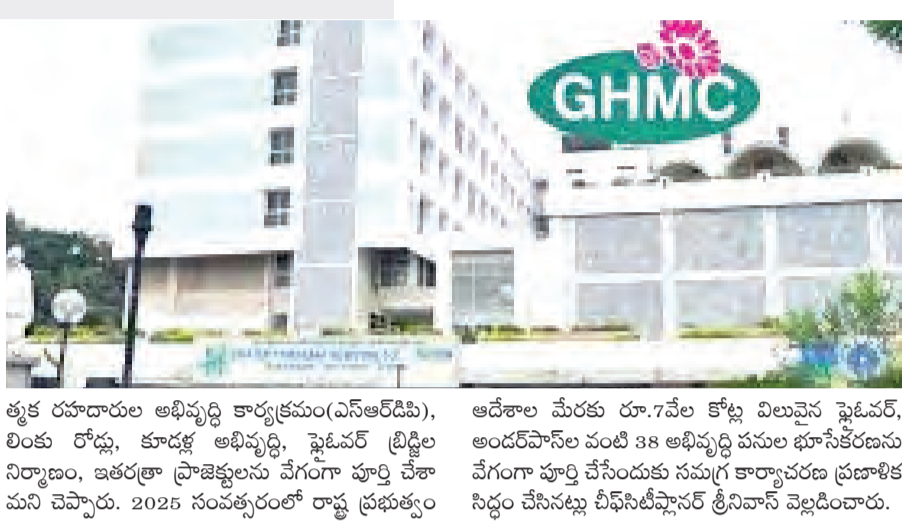 GHMC
త్మక రహదారుల అభివృద్ధి కార్యక్రమం(ఎస్ఆర్‌డిపి),
లింకు రోడ్లు, కూడళ్ల అభివృద్ధి, ఫ్లైఓవర్ బ్రిడ్జిల
నిర్మాణం, ఇతరత్రా ప్రాజెక్టులను వేగంగా పూర్తి చేశా
మని చెప్పారు. 2025 సంవత్సరంలో రాష్ట్ర ప్రభుత్వం
ఆదేశాల మేరకు రూ.7వేల కోట్ల విలువైన ఫ్లైఓవర్,
అండర్‌పాస్‌ల వంటి 38 అభివృద్ధి పనుల భూసేకరణను
వేగంగా పూర్తి చేసేందుకు సమగ్ర కార్యాచరణ ప్రణాళిక
సిద్ధం చేసినట్లు చీఫ్‌సిటీప్లానర్ శ్రీనివాస్ వెల్లడించారు.